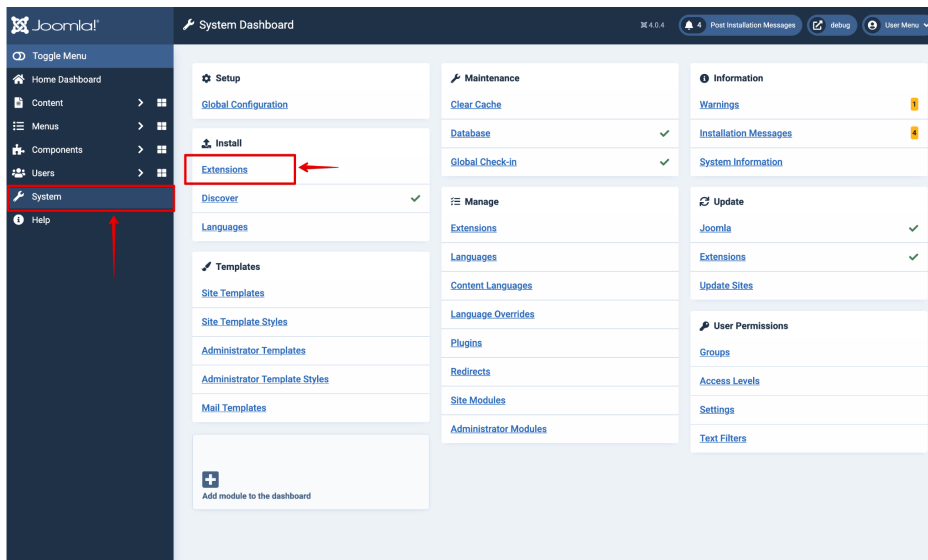 Joomla!
System Dashboard
4.0.4
4 Post Installation Messages
debug
User Menu
Toggle Menu
Home Dashboard
Content
Menus
Components
Users
System
Help
Setup
Global Configuration
Install
Extensions
Discover
Languages
Templates
Site Templates
Site Template Styles
Administrator Templates
Administrator Template Styles
Mail Templates
Add module to the dashboard
Maintenance
Clear Cache
Database
Global Check-in
Manage
Extensions
Languages
Content Languages
Language Overrides
Plugins
Redirects
Site Modules
Administrator Modules
Information
Warnings 1
Installation Messages 4
System Information
Update
Joomla
Extensions
Update Sites
User Permissions
Groups
Access Levels
Settings
Text Filters